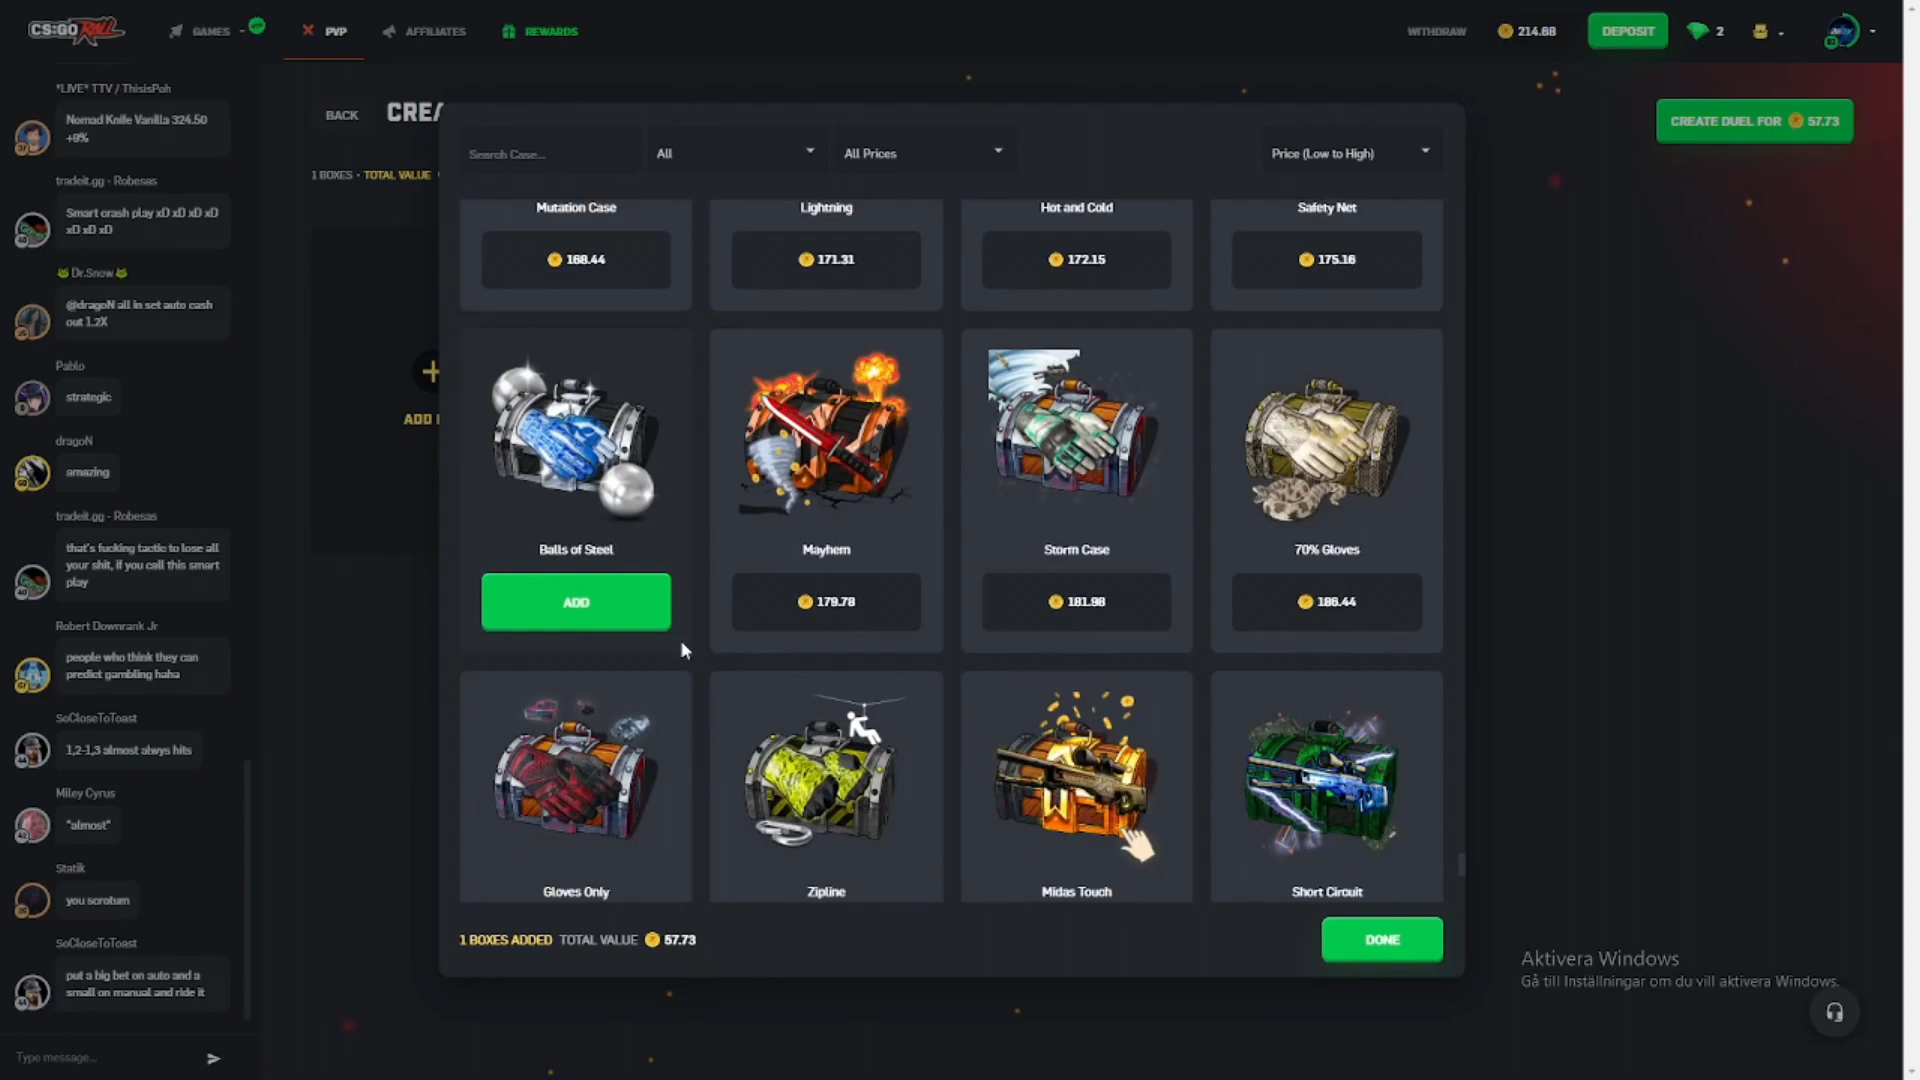 CS:GO ROLL
GAMES
PVP
AFFILIATES
REWARDS
WITHDRAW
214.68
DEPOSIT
2
*LIVE* TTV / ThisisPoh
Nomad Knife Vanilla 324.50
+8%
tradeit.gg - Robesas
Smart crash play xD xD xD xD
xD xD xD
Dr.Snow
@dragoN all in set auto cash
out 1.2X
Pablo
strategic
dragoN
amazing
tradeit.gg - Robesas
that's fucking tactic to lose all
your shit, if you call this smart
play
Robert Downrank Jr
people who think they can
predict gambling haha
SoCloseToToast
1,2-1,3 almost alwys hits
Miley Cyrus
"almost"
Statik
you scrotum
SoCloseToToast
put a big bet on auto and a
small on manual and ride it
Type message...
BACK
CREA
1 BOXES • TOTAL VALUE
ADD
CREATE DUEL FOR 57.73
Search Case...
All
All Prices
Price (Low to High)
Mutation Case
Lightning
Hot and Cold
Safety Net
168.44
171.31
172.15
175.16
Balls of Steel
Mayhem
Storm Case
70% Gloves
ADD
179.78
181.98
186.44
Gloves Only
Zipline
Midas Touch
Short Circuit
1 BOXES ADDED TOTAL VALUE 57.73
DONE
Aktivera Windows
Gå till Inställningar om du vill aktivera Windows.